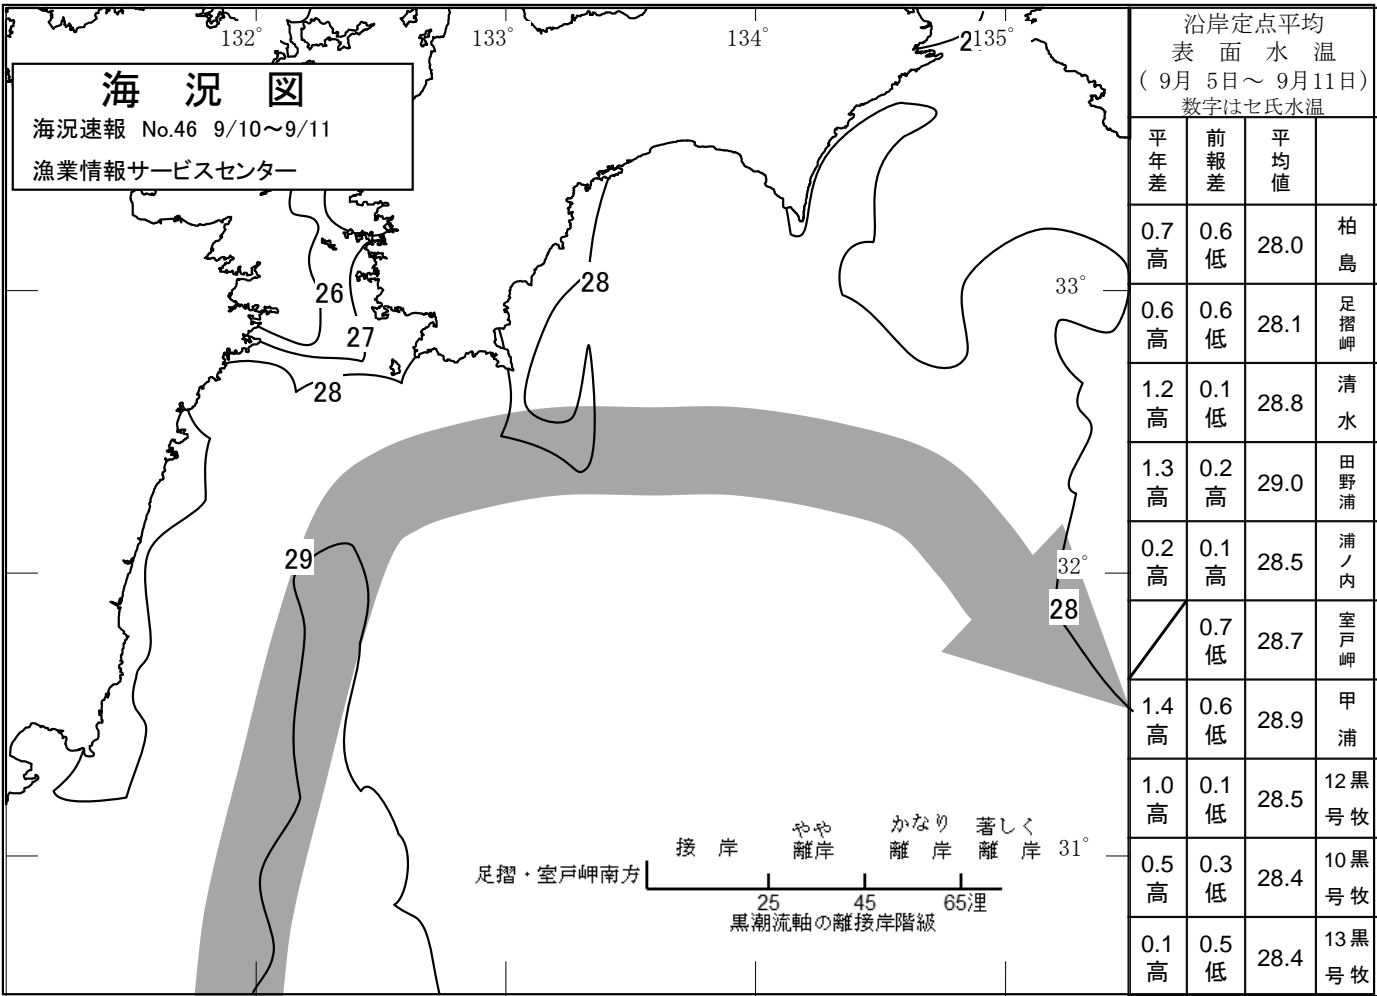 132°
133°
134°
2
135°
海 況 図
海況速報 No.46 9/10～9/11
漁業情報サービスセンター
26
27
28
28
33°
29
32°
28
31°
接 岸
やや
離岸
かなり
離 岸
著しく
離 岸
足摺・室戸岬南方
25 45 65浬
黒潮流軸の離接岸階級
沿岸定点平均
表 面 水 温
( 9月 5日～ 9月11日)
数字はセ氏水温
平年差 前報差 平均値
0.7高 0.6低 28.0 柏島
0.6高 0.6低 28.1 足摺岬
1.2高 0.1低 28.8 清水
1.3高 0.2高 29.0 田野浦
0.2高 0.1高 28.5 浦ノ内
0.7低 28.7 室戸岬
1.4高 0.6低 28.9 甲浦
1.0高 0.1低 28.5 黒牧12号
0.5高 0.3低 28.4 黒牧10号
0.1高 0.5低 28.4 黒牧13号